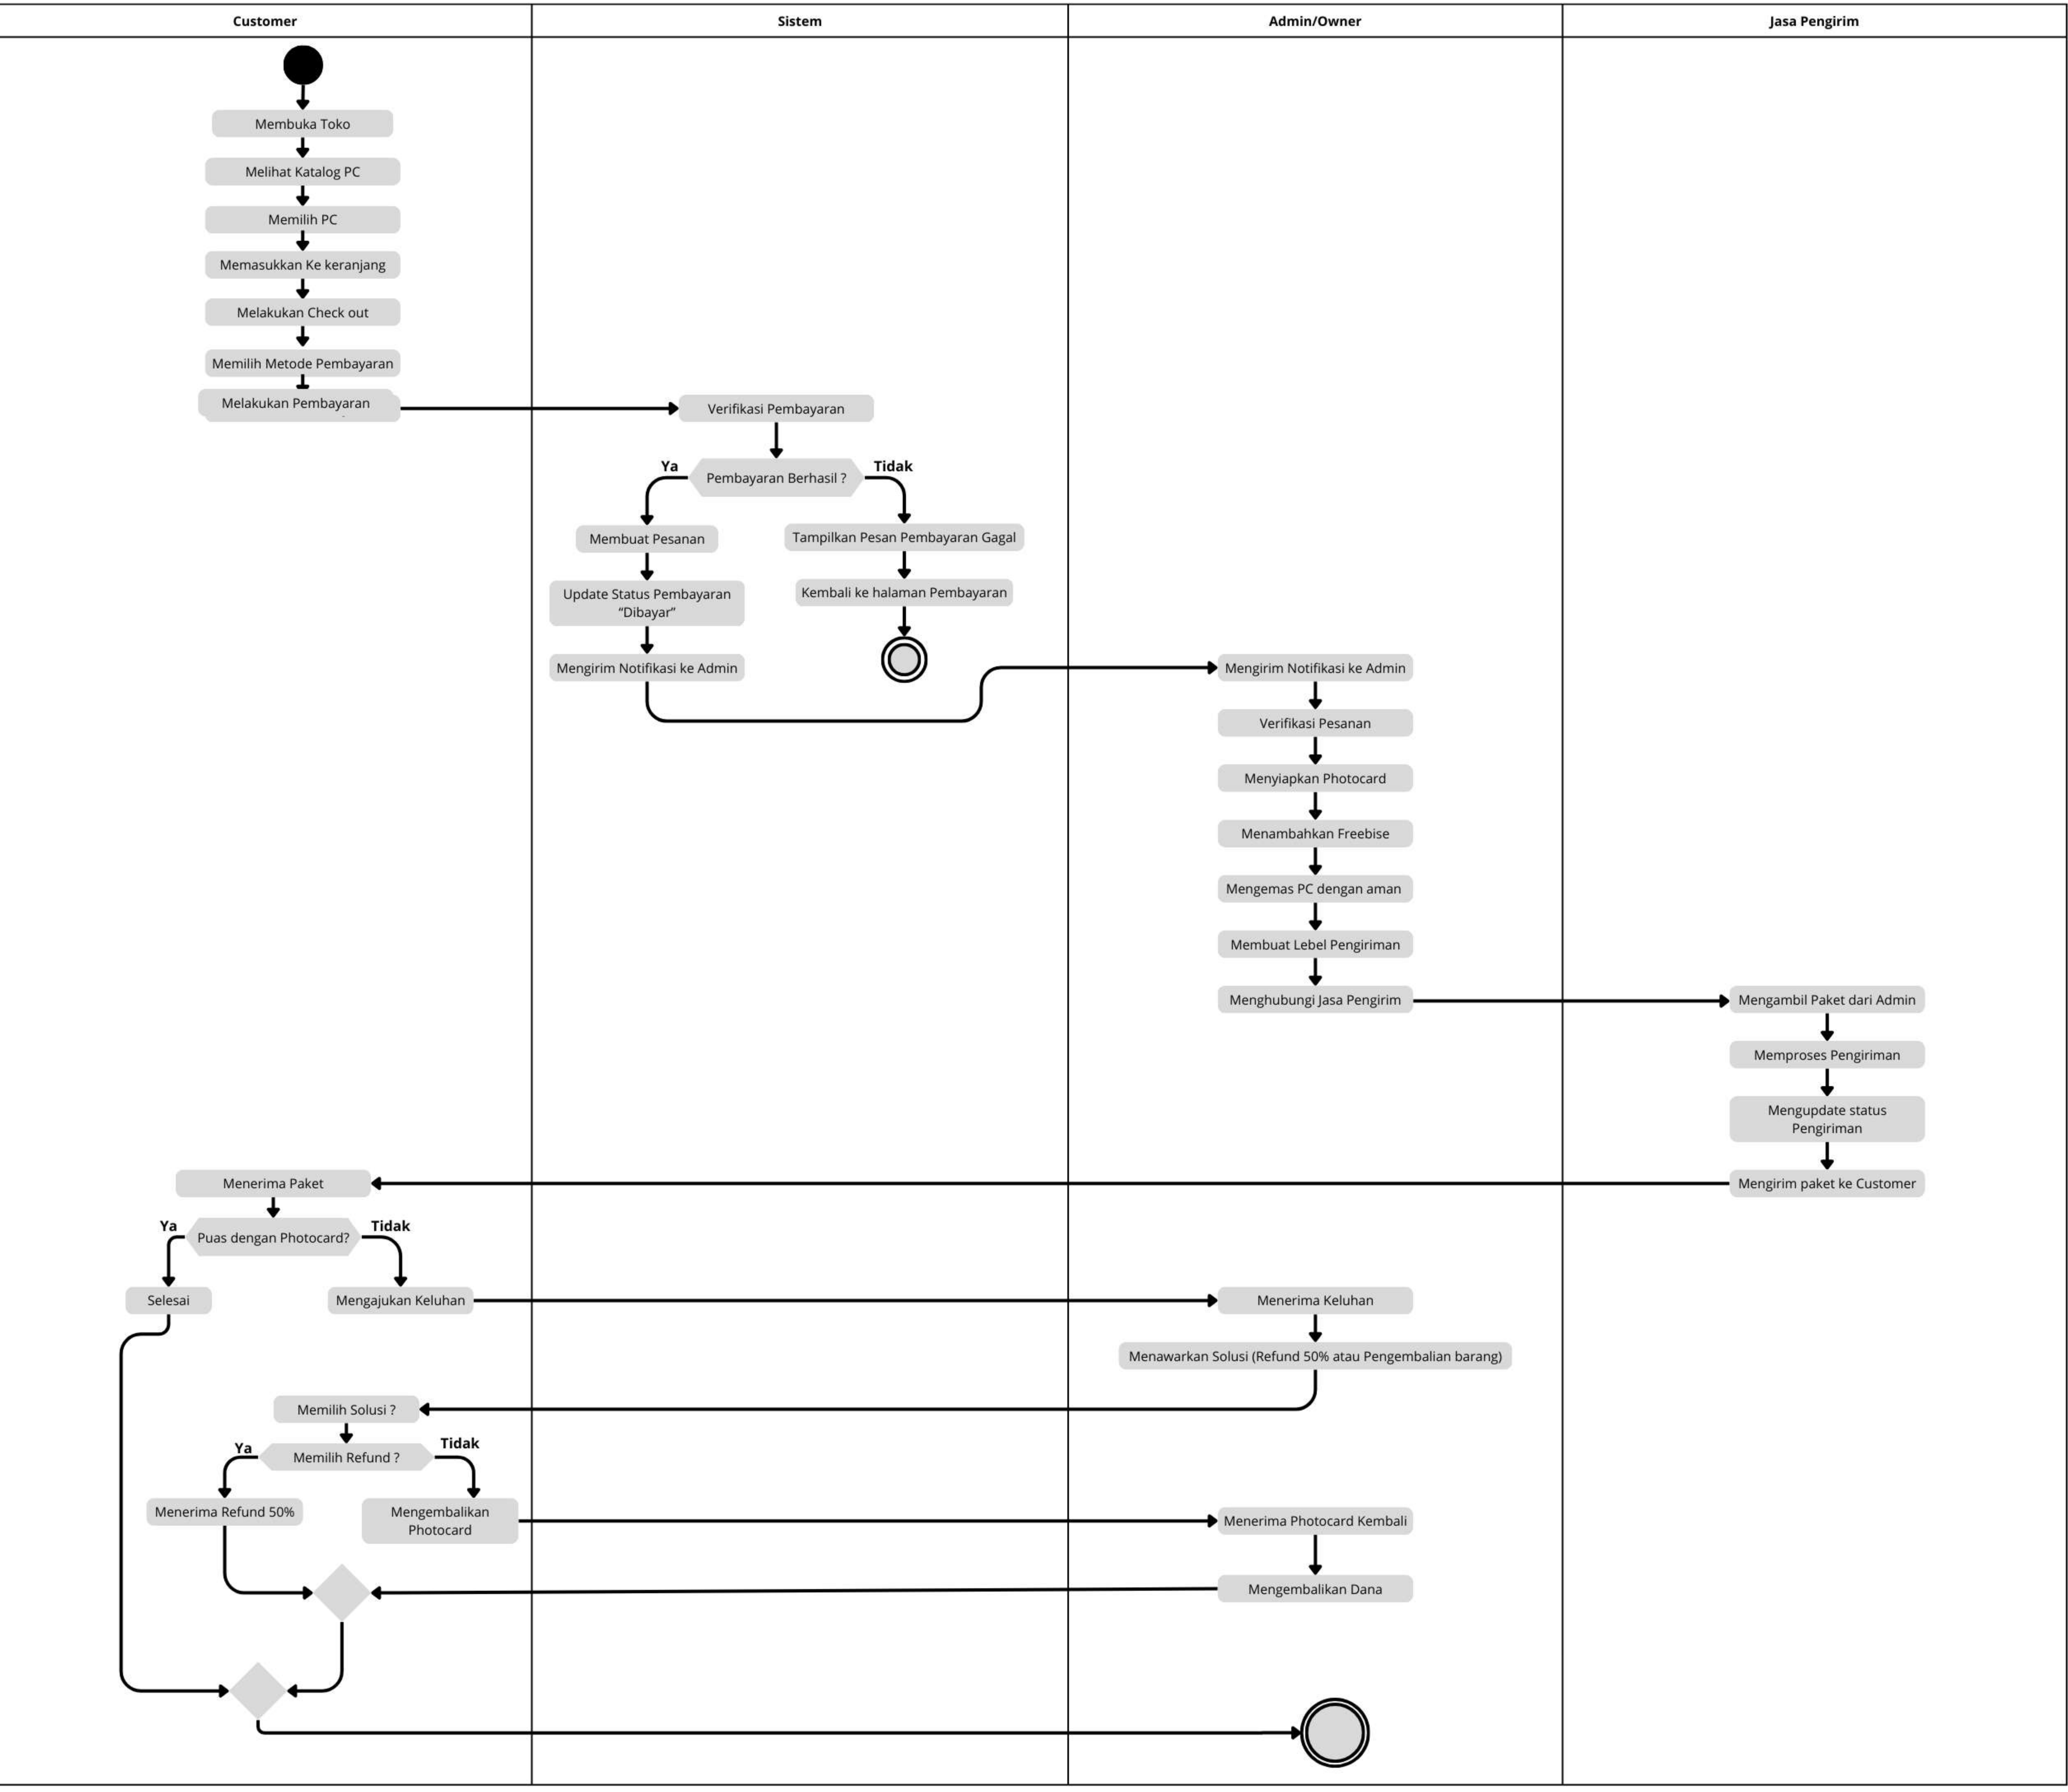 Customer
Sistem
Admin/Owner
Jasa Pengirim
Membuka Toko
Melihat Katalog PC
Memilih PC
Memasukkan Ke keranjang
Melakukan Check out
Memilih Metode Pembayaran
Melakukan Pembayaran
Verifikasi Pembayaran
Ya
Pembayaran Berhasil ?
Tidak
Membuat Pesanan
Tampilkan Pesan Pembayaran Gagal
Update Status Pembayaran
“Dibayar”
Kembali ke halaman Pembayaran
Mengirim Notifikasi ke Admin
Mengirim Notifikasi ke Admin
Verifikasi Pesanan
Menyiapkan Photocard
Menambahkan Freebise
Mengemas PC dengan aman
Membuat Lebel Pengiriman
Menghubungi Jasa Pengirim
Mengambil Paket dari Admin
Memproses Pengiriman
Mengupdate status
Pengiriman
Mengirim paket ke Customer
Menerima Paket
Ya
Puas dengan Photocard?
Tidak
Selesai
Mengajukan Keluhan
Menerima Keluhan
Menawarkan Solusi (Refund 50% atau Pengembalian barang)
Memilih Solusi ?
Ya
Memilih Refund ?
Tidak
Menerima Refund 50%
Mengembalikan
Photocard
Menerima Photocard Kembali
Mengembalikan Dana